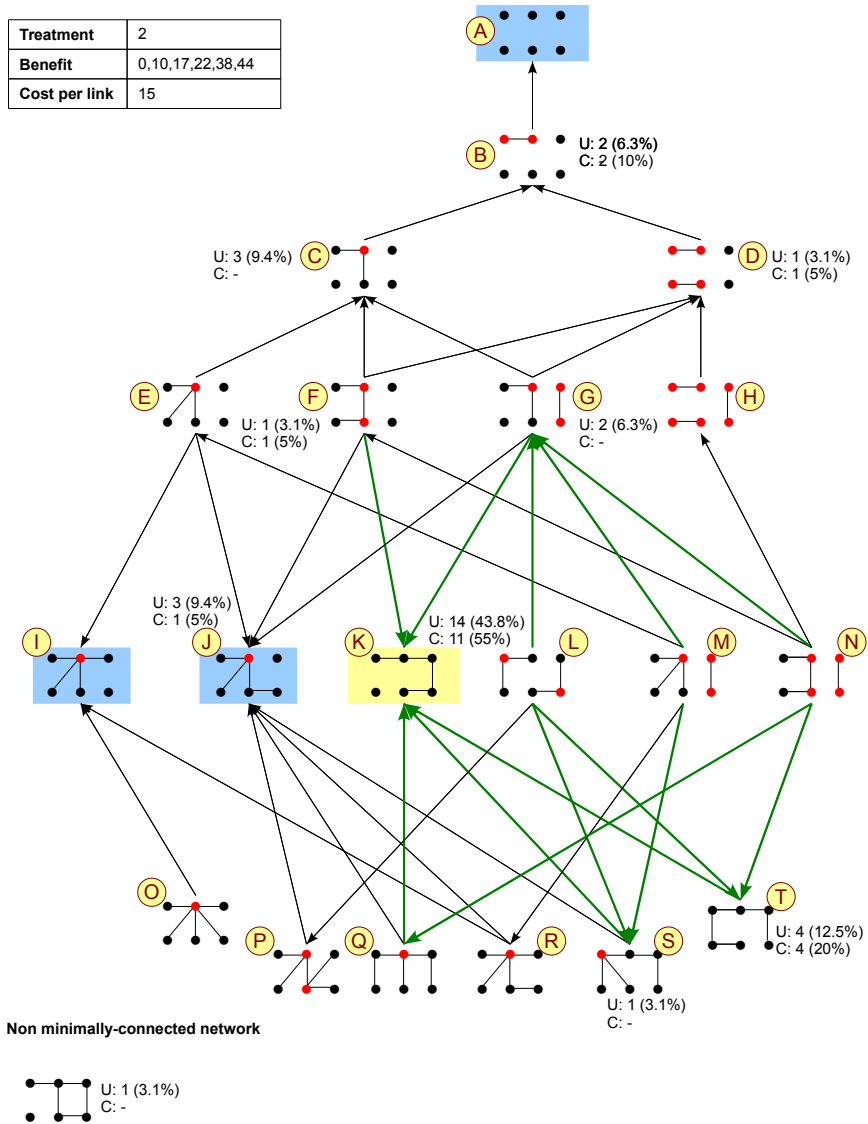 Treatment 2
Benefit 0,10,17,22,38,44
Cost per link 15
A
B
U: 2 (6.3%)
C: 2 (10%)
C
U: 3 (9.4%)
C: -
D
U: 1 (3.1%)
C: 1 (5%)
E
F
U: 1 (3.1%)
C: 1 (5%)
G
U: 2 (6.3%)
C: -
H
I
J
U: 3 (9.4%)
C: 1 (5%)
K
U: 14 (43.8%)
C: 11 (55%)
L
M
N
O
P
Q
R
S
U: 1 (3.1%)
C: -
T
U: 4 (12.5%)
C: 4 (20%)
Non minimally-connected network
U: 1 (3.1%)
C: -